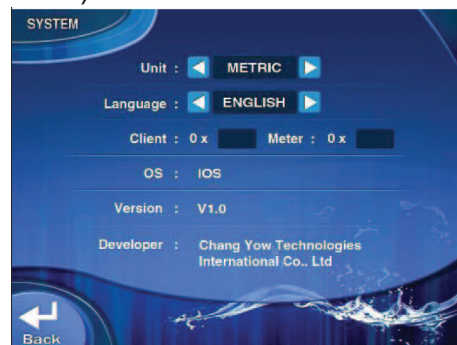 SYSTEM
Unit : METRIC
Language : ENGLISH
Client : 0 x Meter : 0 x
OS : IOS
Version : V1.0
Developer : Chang Yow Technologies
International Co.. Ltd
Back